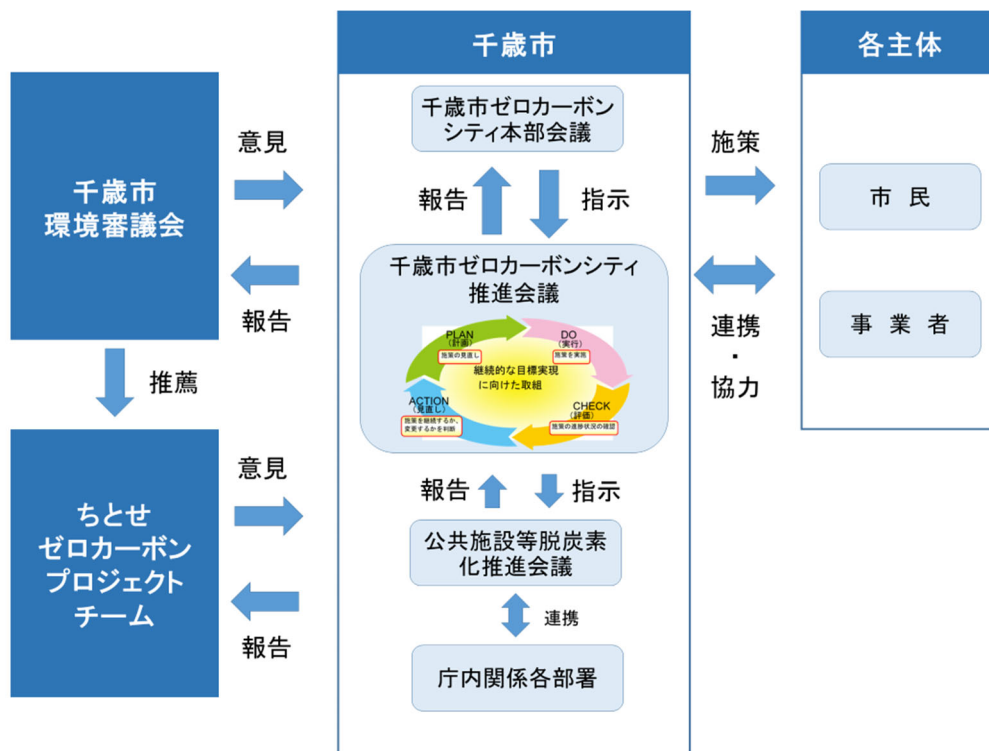 千歳市
環境審議会
推薦
ちとせ
ゼロカーボン
プロジェクト
チーム
意見
報告
意見
報告
千歳市
千歳市ゼロカーボン
シティ本部会議
報告
指示
千歳市ゼロカーボンシティ
推進会議
PLAN
(計画)
施策の見直し
DO
(実行)
施策を実施
継続的な目標実現
に向けた取組
ACTION
(見直し)
施策を継続するか、
変更するかを判断
CHECK
(評価)
施策の進捗状況の確認
報告
指示
公共施設等脱炭素
化推進会議
連携
庁内関係各部署
施策
連携
・
協力
各主体
市 民
事 業 者